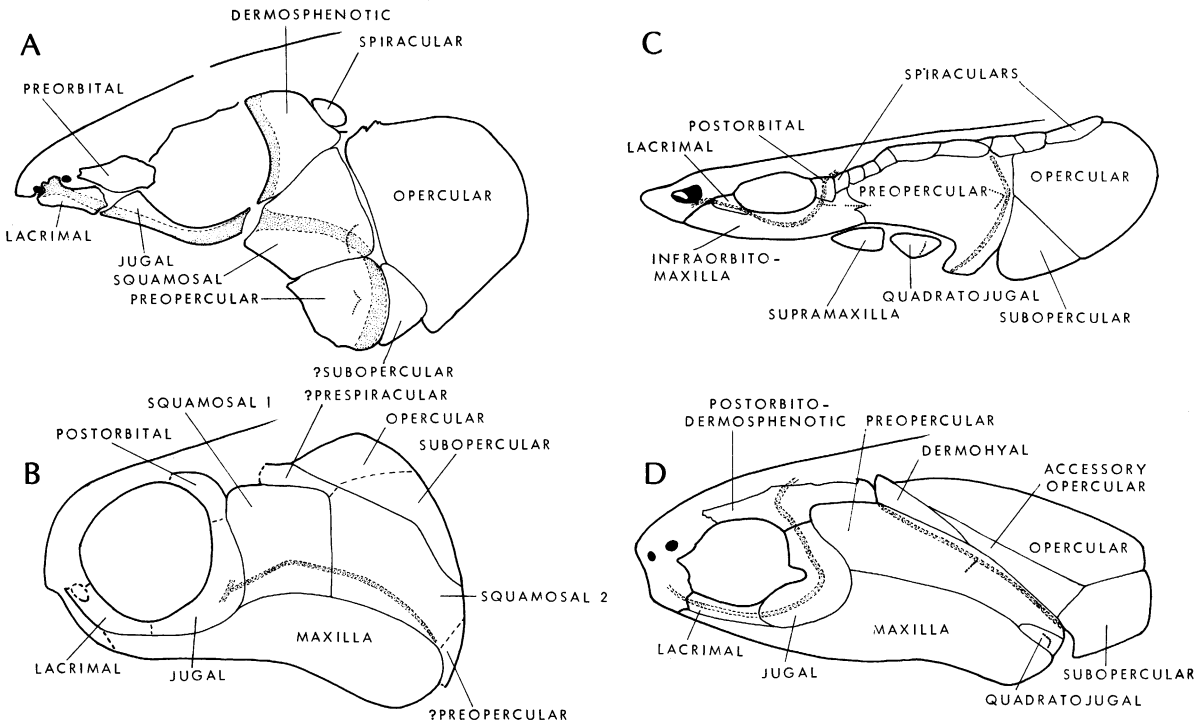 A
DERMOSPHENOTIC
SPIRACULAR
PREORBITAL
OPERCULAR
LACRIMAL
JUGAL
SQUAMOSAL
PREOPERCULAR
?SUBOPERCULAR
C
SPIRACULARS
POSTORBITAL
LACRIMAL
PREOPERCULAR
OPERCULAR
INFRAORBITO-
MAXILLA
QUADRATOJUGAL
SUPRAMAXILLA
SUBOPERCULAR
B
?PRESPIRACULAR
SQUAMOSAL 1
OPERCULAR
POSTORBITAL
SUBOPERCULAR
SQUAMOSAL 2
MAXILLA
LACRIMAL
JUGAL
?PREOPERCULAR
D
POSTORBITO-
DERMOSPHENOTIC
PREOPERCULAR
DERMOHYAL
ACCESSORY
OPERCULAR
OPERCULAR
MAXILLA
LACRIMAL
JUGAL
SUBOPERCULAR
QUADRATOJUGAL